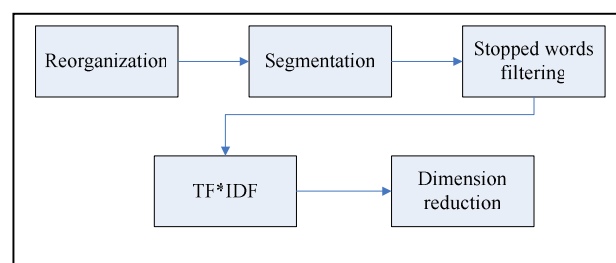 Reorganization
Segmentation
Stopped words
filtering
TF*IDF
Dimension
reduction